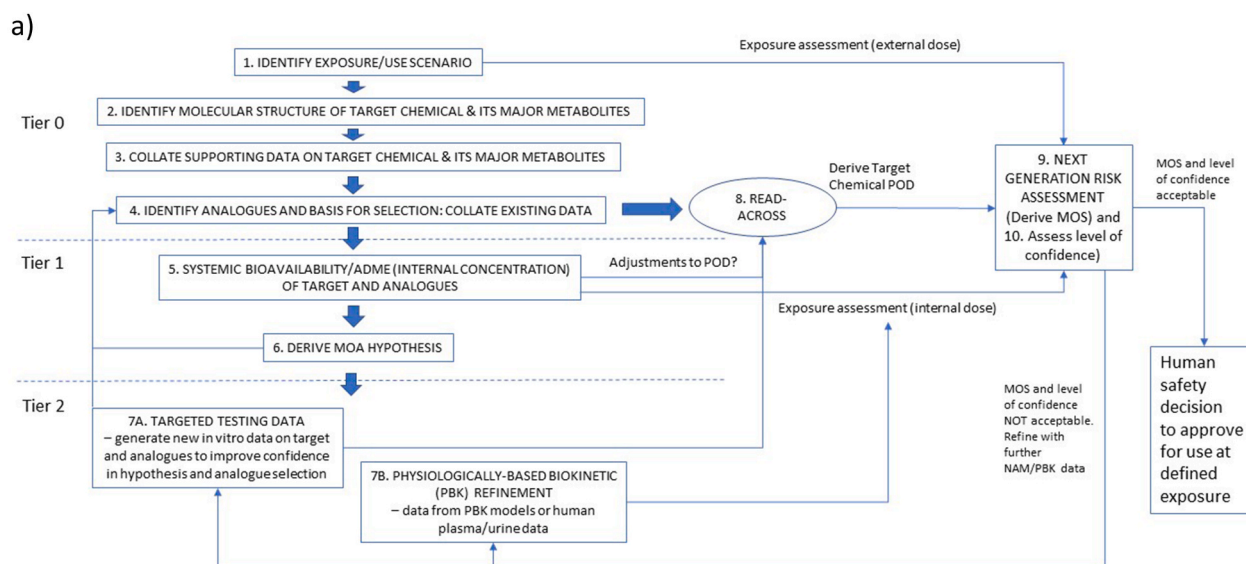 a)
Exposure assessment (external dose)
1. IDENTIFY EXPOSURE/USE SCENARIO
Tier 0
2. IDENTIFY MOLECULAR STRUCTURE OF TARGET CHEMICAL & ITS MAJOR METABOLITES
3. COLLATE SUPPORTING DATA ON TARGET CHEMICAL & ITS MAJOR METABOLITES
4. IDENTIFY ANALOGUES AND BASIS FOR SELECTION: COLLATE EXISTING DATA
8. READ-
ACROSS
Derive Target
Chemical POD
9. NEXT
GENERATION RISK
ASSESSMENT
(Derive MOS) and
10. Assess level of
confidence)
MOS and level
of confidence
acceptable
Tier 1
5. SYSTEMIC BIOAVAILABILITY/ADME (INTERNAL CONCENTRATION)
OF TARGET AND ANALOGUES
Adjustments to POD?
Exposure assessment (internal dose)
6. DERIVE MOA HYPOTHESIS
Tier 2
7A. TARGETED TESTING DATA
– generate new in vitro data on target
and analogues to improve confidence
in hypothesis and analogue selection
7B. PHYSIOLOGICALLY-BASED BIOKINETIC
(PBK) REFINEMENT
– data from PBK models or human
plasma/urine data
MOS and level
of confidence
NOT acceptable.
Refine with
further
NAM/PBK data
Human
safety
decision
to approve
for use at
defined
exposure